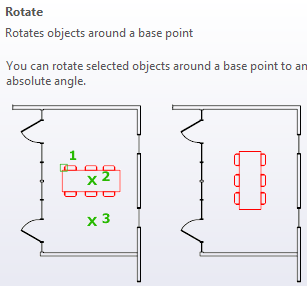 Rotate
Rotates objects around a base point
You can rotate selected objects around a base point to an
absolute angle.
1
X 2
X 3